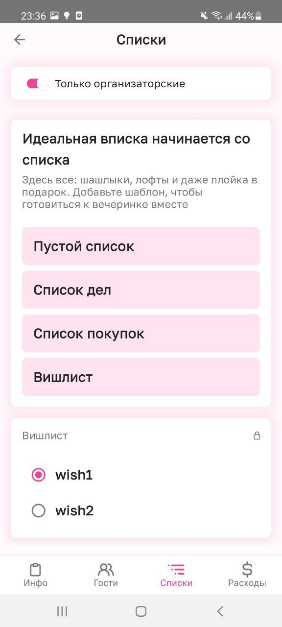 23:36 44%
Списки
Только организаторские
Идеальная вписка начинается со
списка
Здесь все: шашлыки, лофты и даже плойка в
подарок. Добавьте шаблон, чтобы
готовиться к вечеринке вместе
Пустой список
Список дел
Список покупок
Вишлист
Вишлист
wish1
wish2
Инфо Гости Списки Расходы